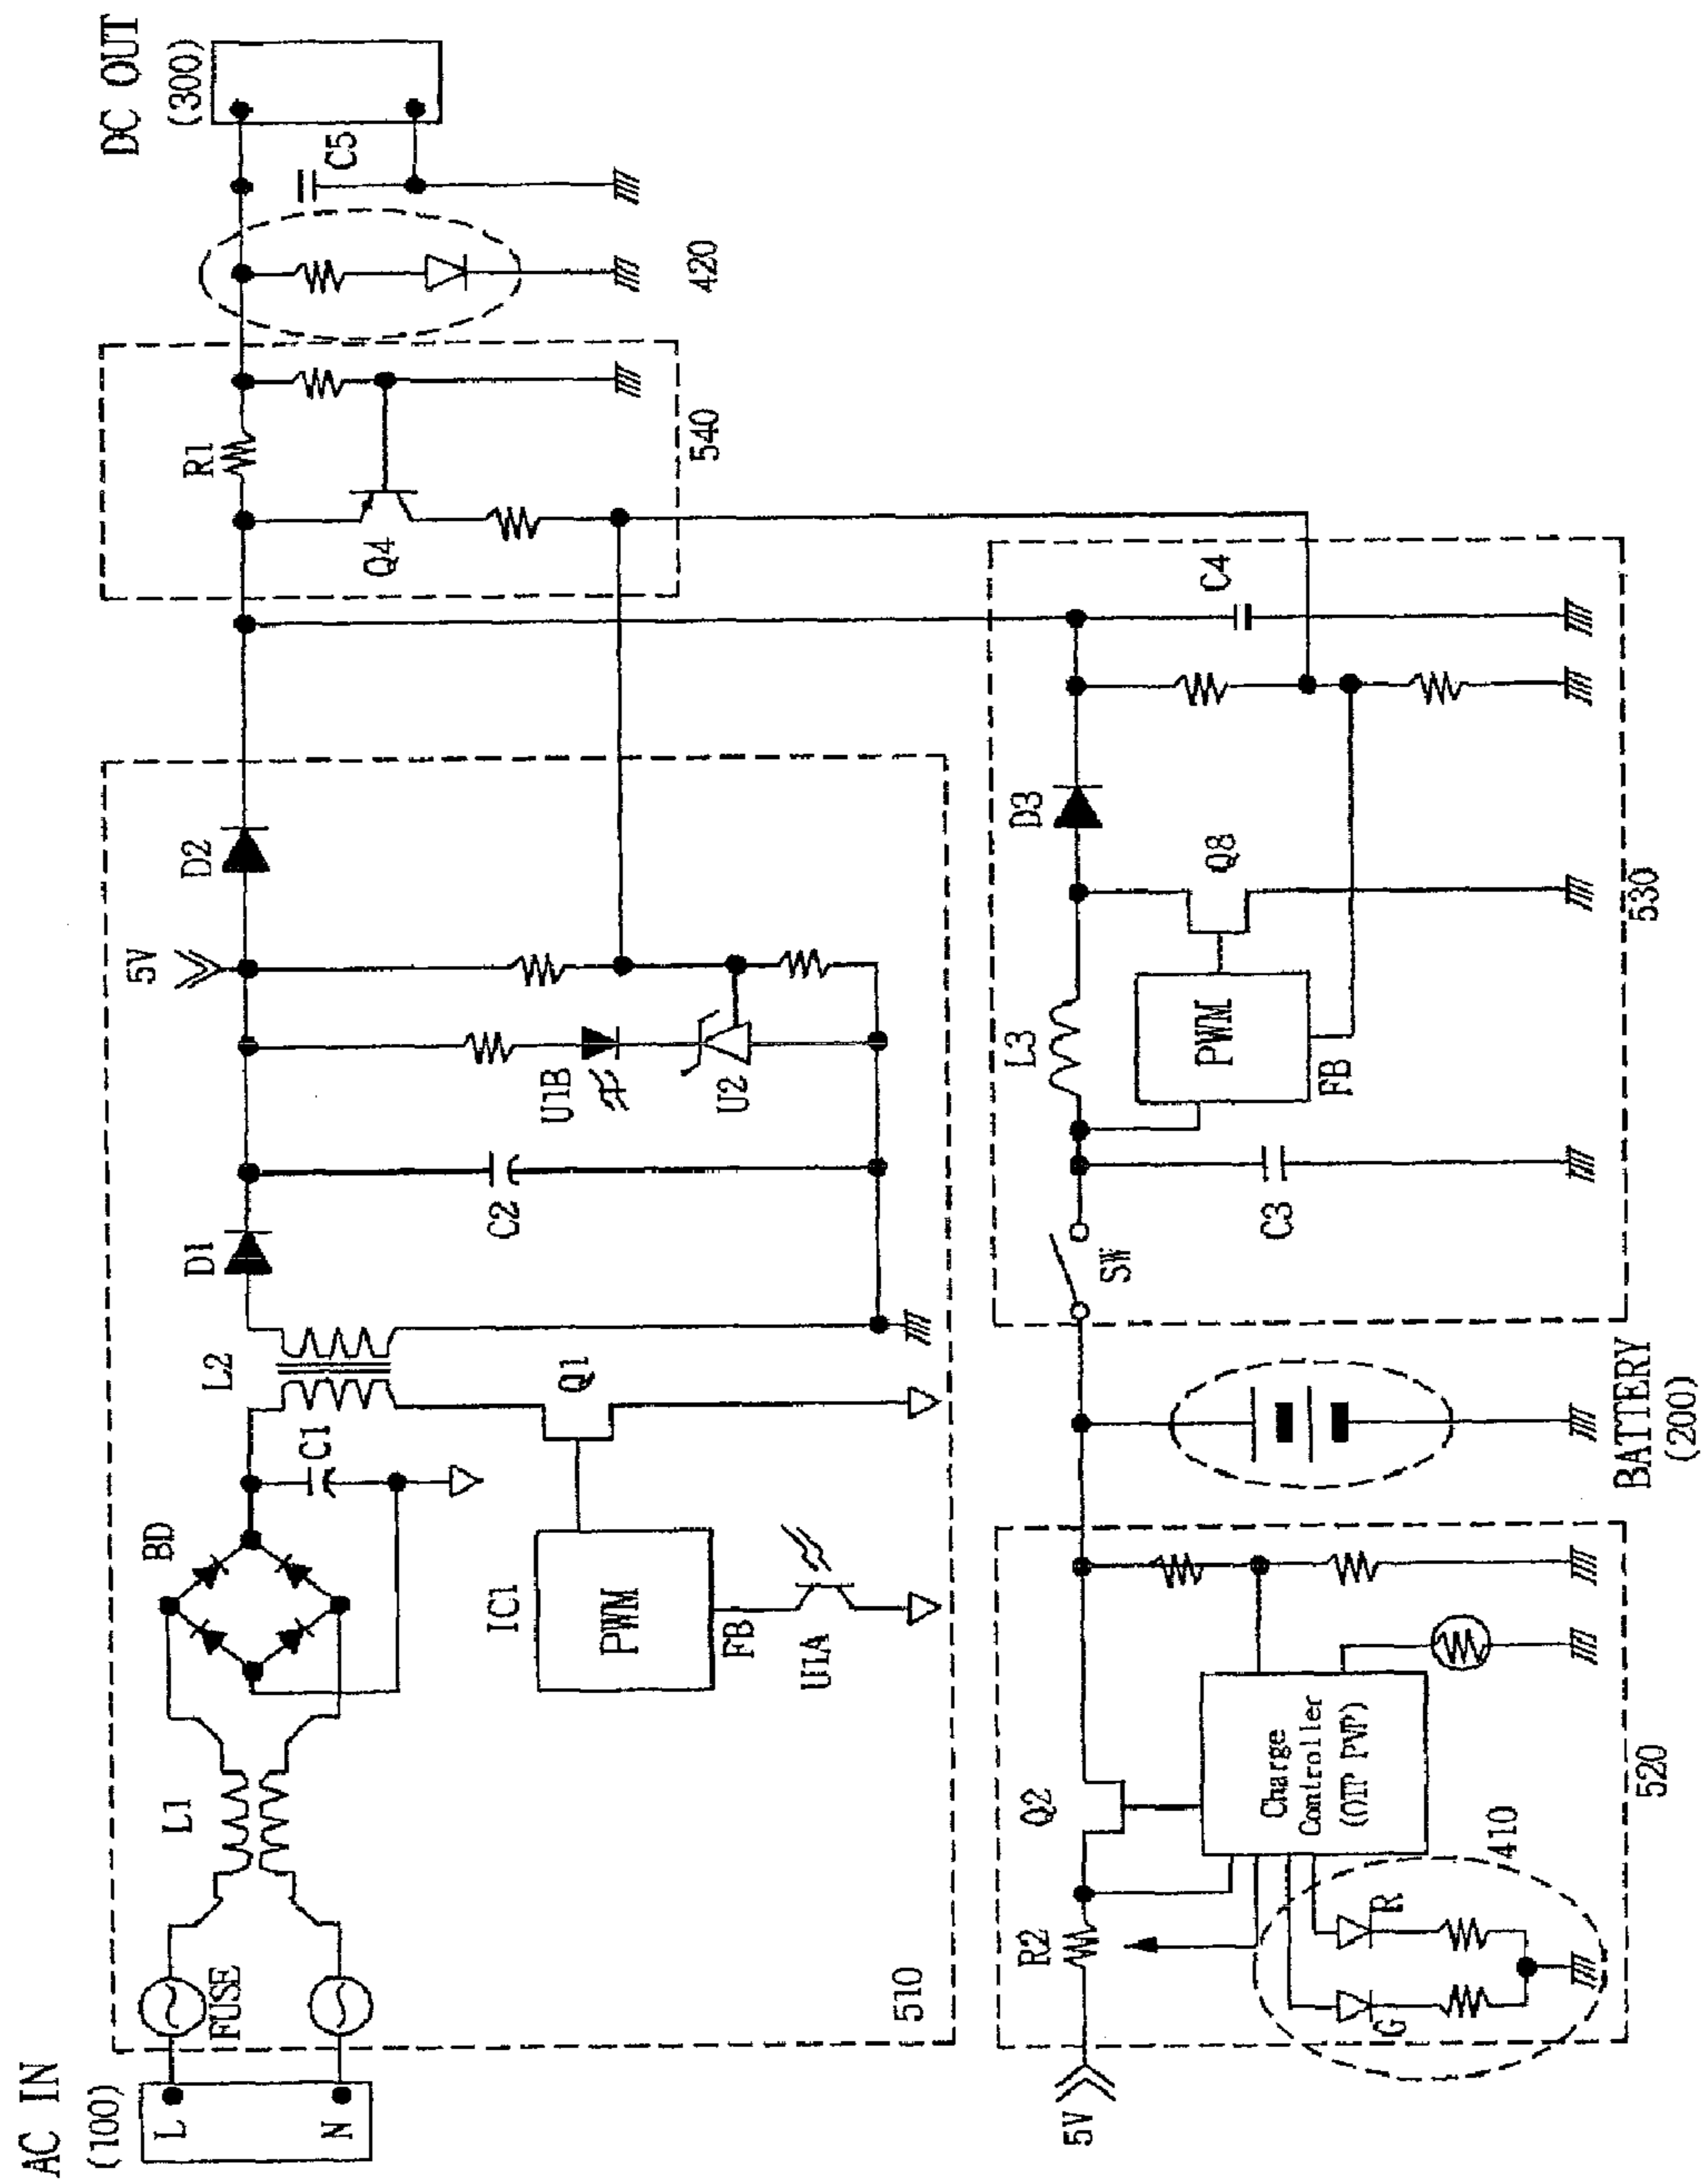 AC IN
(100)
L
N
FUSE
L1
BD
C1
L2
D1
C2
5V
D2
IC1
PWM
FB
U1A
Q1
U1B
U2
510
R1
Q4
540
420
C5
DC OUT
(300)
5V
R2
Q2
Charge
Controller
(OTP PVP)
G
R
410
520
BATTERY
(200)
SW
C3
L3
PWM
FB
Q8
D3
C4
530